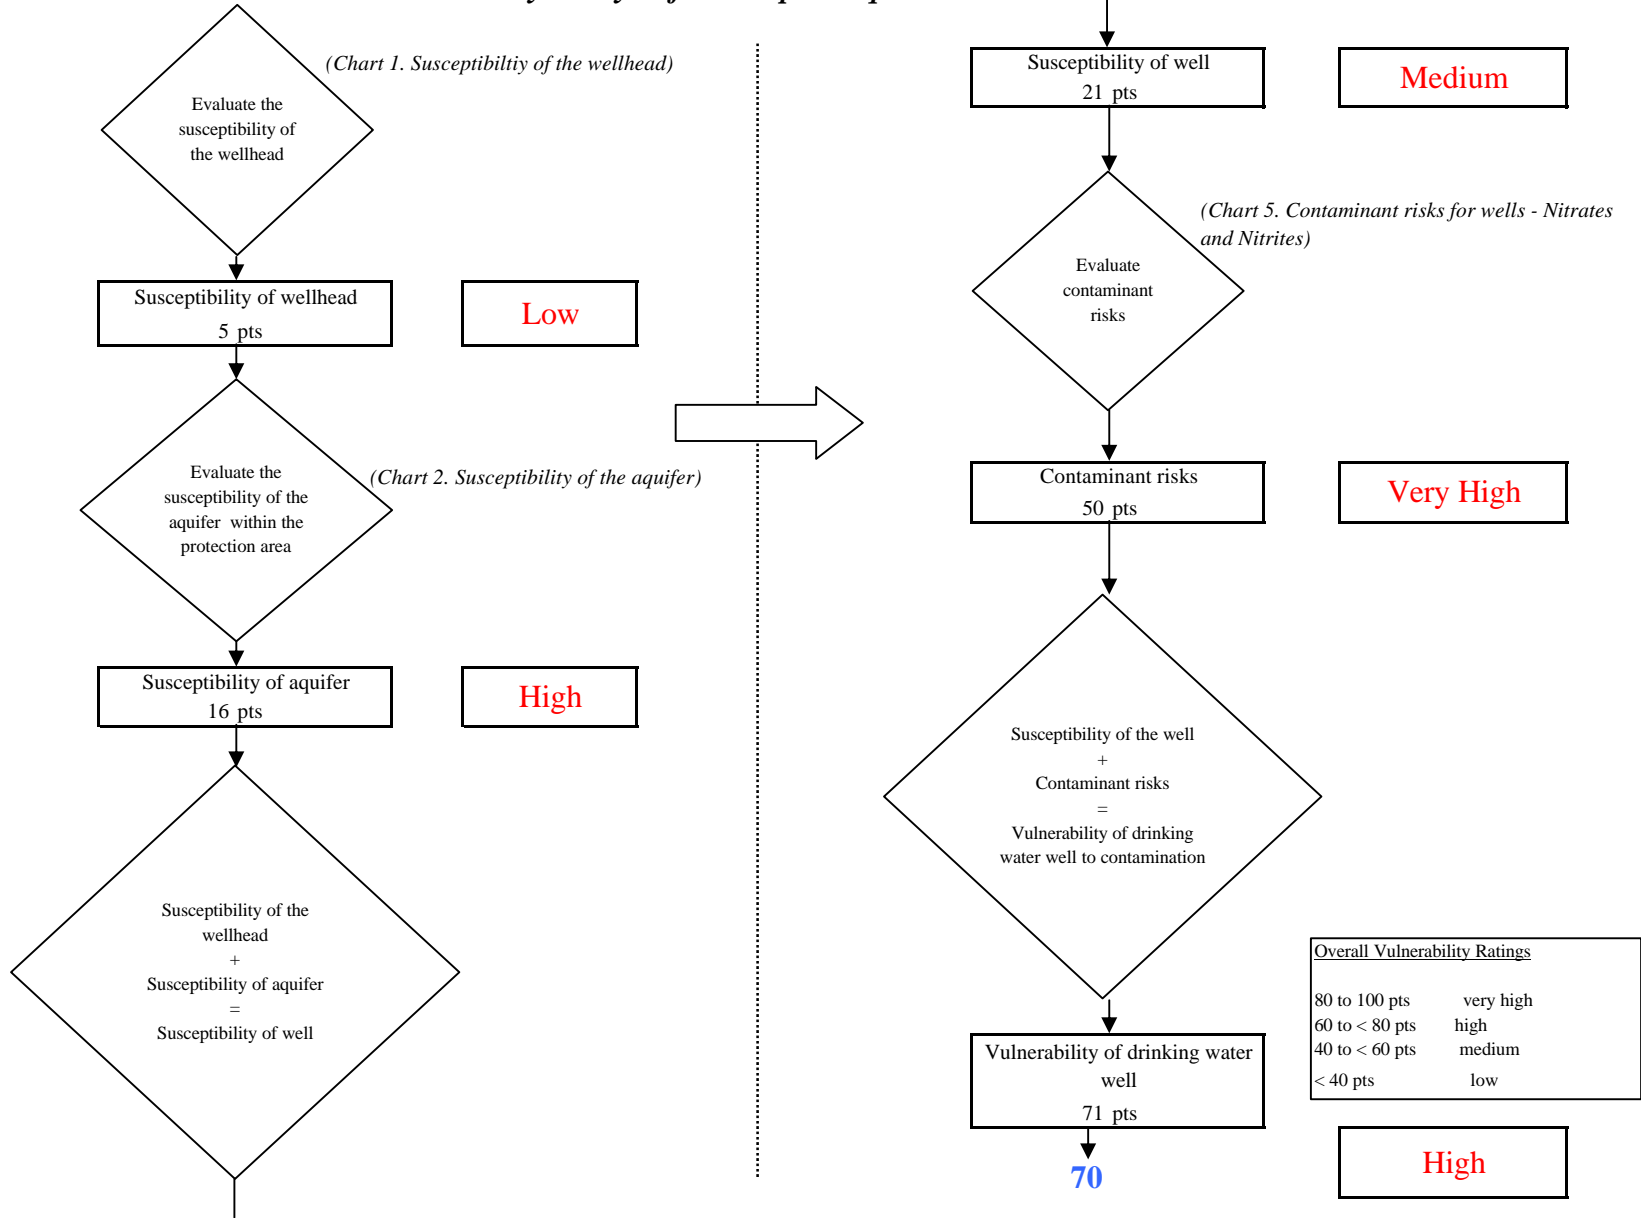 (Chart 1. Susceptibiltiy of the wellhead)
Evaluate the
susceptibility of
the wellhead
Susceptibility of wellhead
5 pts
Low
Evaluate the
susceptibility of the
aquifer within the
protection area
(Chart 2. Susceptibility of the aquifer)
Susceptibility of aquifer
16 pts
High
Susceptibility of the
wellhead
+
Susceptibility of aquifer
=
Susceptibility of well
Susceptibility of well
21 pts
Medium
(Chart 5. Contaminant risks for wells - Nitrates
and Nitrites)
Evaluate
contaminant
risks
Contaminant risks
50 pts
Very High
Susceptibility of the well
+
Contaminant risks
=
Vulnerability of drinking
water well to contamination
Overall Vulnerability Ratings
80 to 100 pts very high
60 to < 80 pts high
40 to < 60 pts medium
< 40 pts low
Vulnerability of drinking water
well
71 pts
70
High